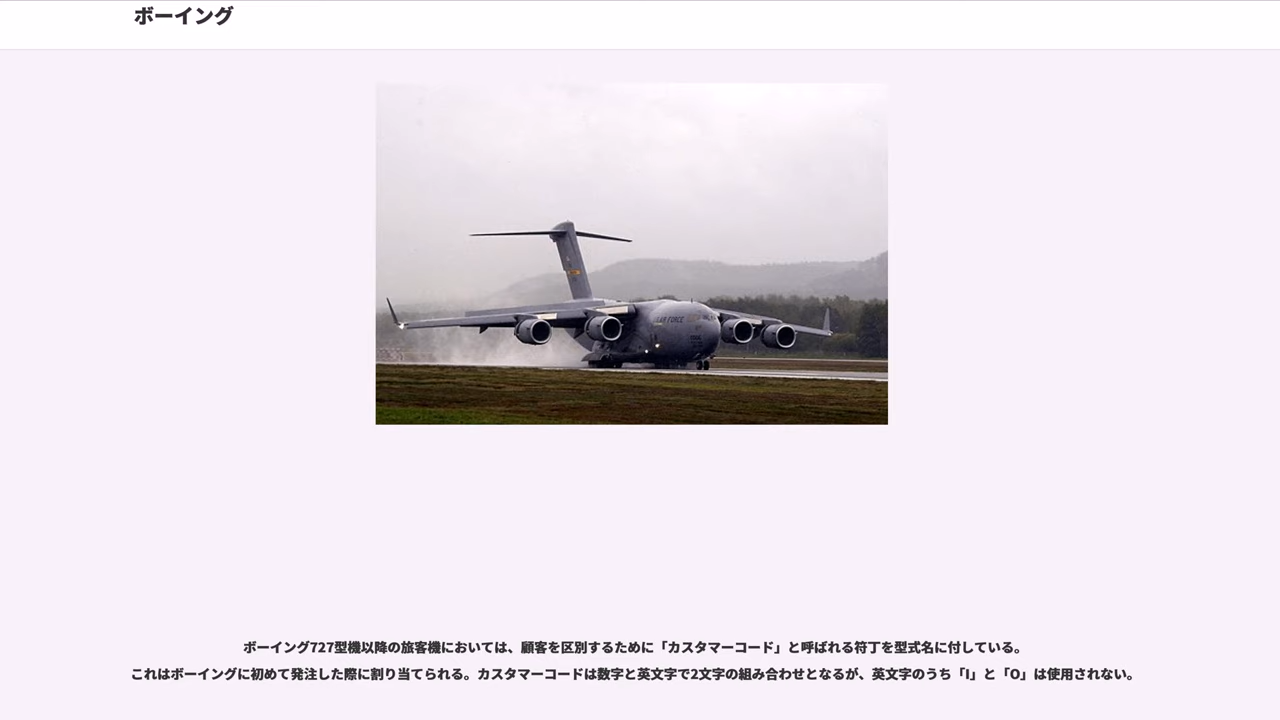 ボーイング
AIR FORCE
ボーイング727型機以降の旅客機においては、顧客を区別するために「カスタマーコード」と呼ばれる符丁を型式名に付している。
これはボーイングに初めて発注した際に割り当てられる。カスタマーコードは数字と英文字で2文字の組み合わせとなるが、英文字のうち「I」と「O」は使用されない。